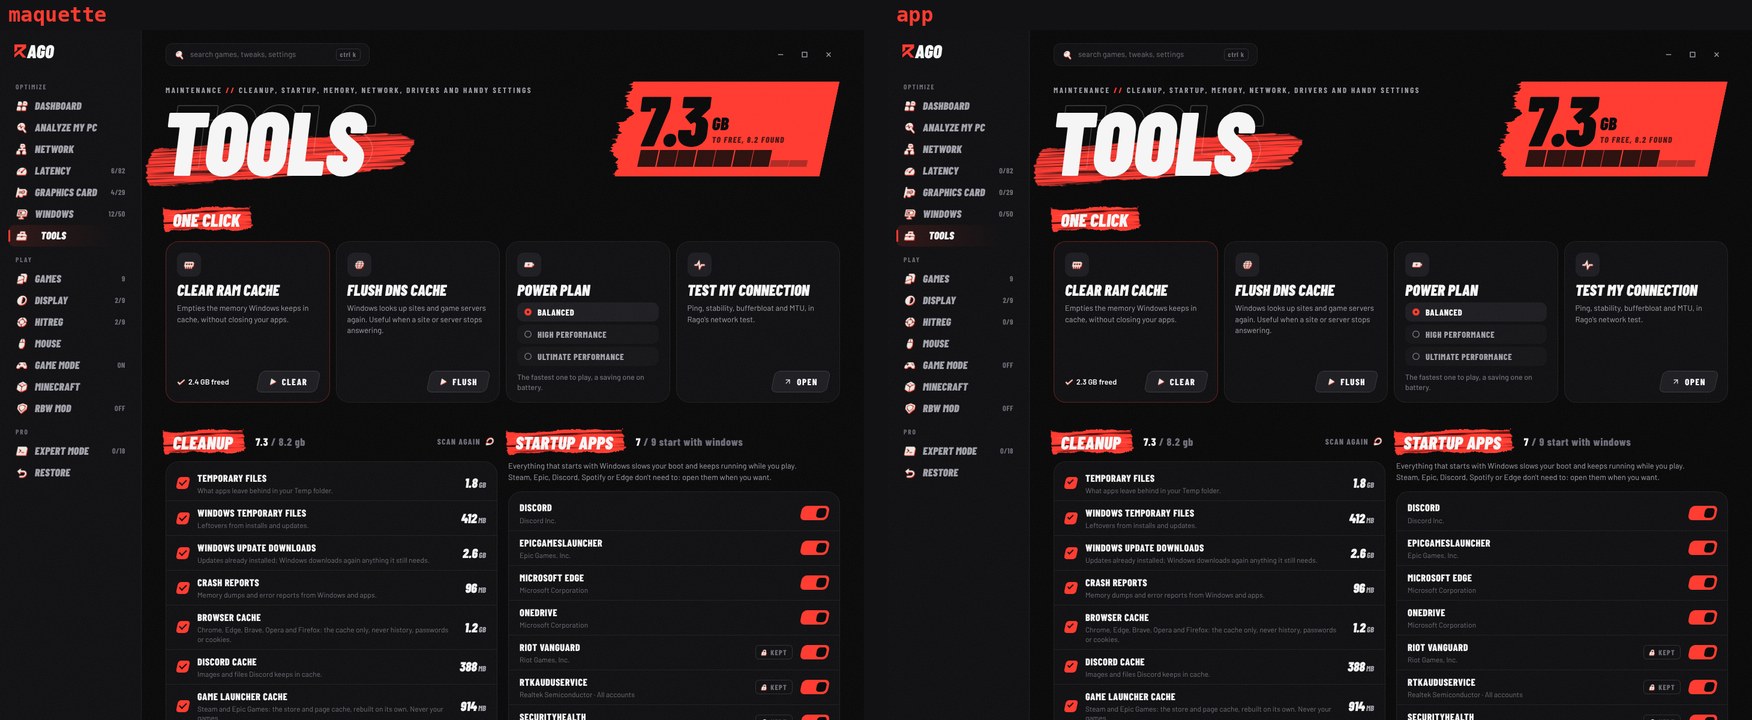 maquette
RAGO
OPTIMIZE
DASHBOARD
ANALYZE MY PC
NETWORK
LATENCY 6/82
GRAPHICS CARD 4/29
WINDOWS 12/50
TOOLS
PLAY
GAMES 9
DISPLAY 2/9
HITREG 2/9
MOUSE
GAME MODE ON
MINECRAFT
RBW MOD OFF
PRO
EXPERT MODE 0/18
RESTORE
search games, tweaks, settings ctrl k
MAINTENANCE // CLEANUP, STARTUP, MEMORY, NETWORK, DRIVERS AND HANDY SETTINGS
TOOLS
7.3 GB
TO FREE, 8.2 FOUND
ONE CLICK
CLEAR RAM CACHE
Empties the memory Windows keeps in
cache, without closing your apps.
2.4 GB freed
CLEAR
FLUSH DNS CACHE
Windows looks up sites and game servers
again. Useful when a site or server stops
answering.
FLUSH
POWER PLAN
BALANCED
HIGH PERFORMANCE
ULTIMATE PERFORMANCE
The fastest one to play, a saving one on
battery.
TEST MY CONNECTION
Ping, stability, bufferbloat and MTU, in
Rago's network test.
OPEN
CLEANUP 7.3 / 8.2 gb SCAN AGAIN
TEMPORARY FILES 1.8 GB
What apps leave behind in your Temp folder.
WINDOWS TEMPORARY FILES 412 MB
Leftovers from installs and updates.
WINDOWS UPDATE DOWNLOADS 2.6 GB
Updates already installed: Windows downloads again anything it still needs.
CRASH REPORTS 96 MB
Memory dumps and error reports from Windows and apps.
BROWSER CACHE 1.2 GB
Chrome, Edge, Brave, Opera and Firefox: the cache only, never history, passwords
or cookies.
DISCORD CACHE 388 MB
Images and files Discord keeps in cache.
GAME LAUNCHER CACHE 914 MB
Steam and Epic Games: the store and page cache, rebuilt on its own. Never your
games.
STARTUP APPS 7 / 9 start with windows
Everything that starts with Windows slows your boot and keeps running while you play.
Steam, Epic, Discord, Spotify or Edge don't need to: open them when you want.
DISCORD
Discord Inc.
EPICGAMESLAUNCHER
Epic Games, Inc.
MICROSOFT EDGE
Microsoft Corporation
ONEDRIVE
Microsoft Corporation
RIOT VANGUARD KEPT
Riot Games, Inc.
RTKAUDUSERVICE KEPT
Realtek Semiconductor · All accounts
SECURITYHEALTH
app
RAGO
OPTIMIZE
DASHBOARD
ANALYZE MY PC
NETWORK
LATENCY 0/82
GRAPHICS CARD 0/29
WINDOWS 0/50
TOOLS
PLAY
GAMES 9
DISPLAY 2/9
HITREG 0/9
MOUSE
GAME MODE OFF
MINECRAFT
RBW MOD OFF
PRO
EXPERT MODE 0/18
RESTORE
search games, tweaks, settings ctrl k
MAINTENANCE // CLEANUP, STARTUP, MEMORY, NETWORK, DRIVERS AND HANDY SETTINGS
TOOLS
7.3 GB
TO FREE, 8.2 FOUND
ONE CLICK
CLEAR RAM CACHE
Empties the memory Windows keeps in
cache, without closing your apps.
2.3 GB freed
CLEAR
FLUSH DNS CACHE
Windows looks up sites and game servers
again. Useful when a site or server stops
answering.
FLUSH
POWER PLAN
BALANCED
HIGH PERFORMANCE
ULTIMATE PERFORMANCE
The fastest one to play, a saving one on
battery.
TEST MY CONNECTION
Ping, stability, bufferbloat and MTU, in
Rago's network test.
OPEN
CLEANUP 7.3 / 8.2 gb SCAN AGAIN
TEMPORARY FILES 1.8 GB
What apps leave behind in your Temp folder.
WINDOWS TEMPORARY FILES 412 MB
Leftovers from installs and updates.
WINDOWS UPDATE DOWNLOADS 2.6 GB
Updates already installed: Windows downloads again anything it still needs.
CRASH REPORTS 96 MB
Memory dumps and error reports from Windows and apps.
BROWSER CACHE 1.2 GB
Chrome, Edge, Brave, Opera and Firefox: the cache only, never history, passwords
or cookies.
DISCORD CACHE 388 MB
Images and files Discord keeps in cache.
GAME LAUNCHER CACHE 914 MB
Steam and Epic Games: the store and page cache, rebuilt on its own. Never your
games.
STARTUP APPS 7 / 9 start with windows
Everything that starts with Windows slows your boot and keeps running while you play.
Steam, Epic, Discord, Spotify or Edge don't need to: open them when you want.
DISCORD
Discord Inc.
EPICGAMESLAUNCHER
Epic Games, Inc.
MICROSOFT EDGE
Microsoft Corporation
ONEDRIVE
Microsoft Corporation
RIOT VANGUARD KEPT
Riot Games, Inc.
RTKAUDUSERVICE KEPT
Realtek Semiconductor · All accounts
SECURITYHEALTH